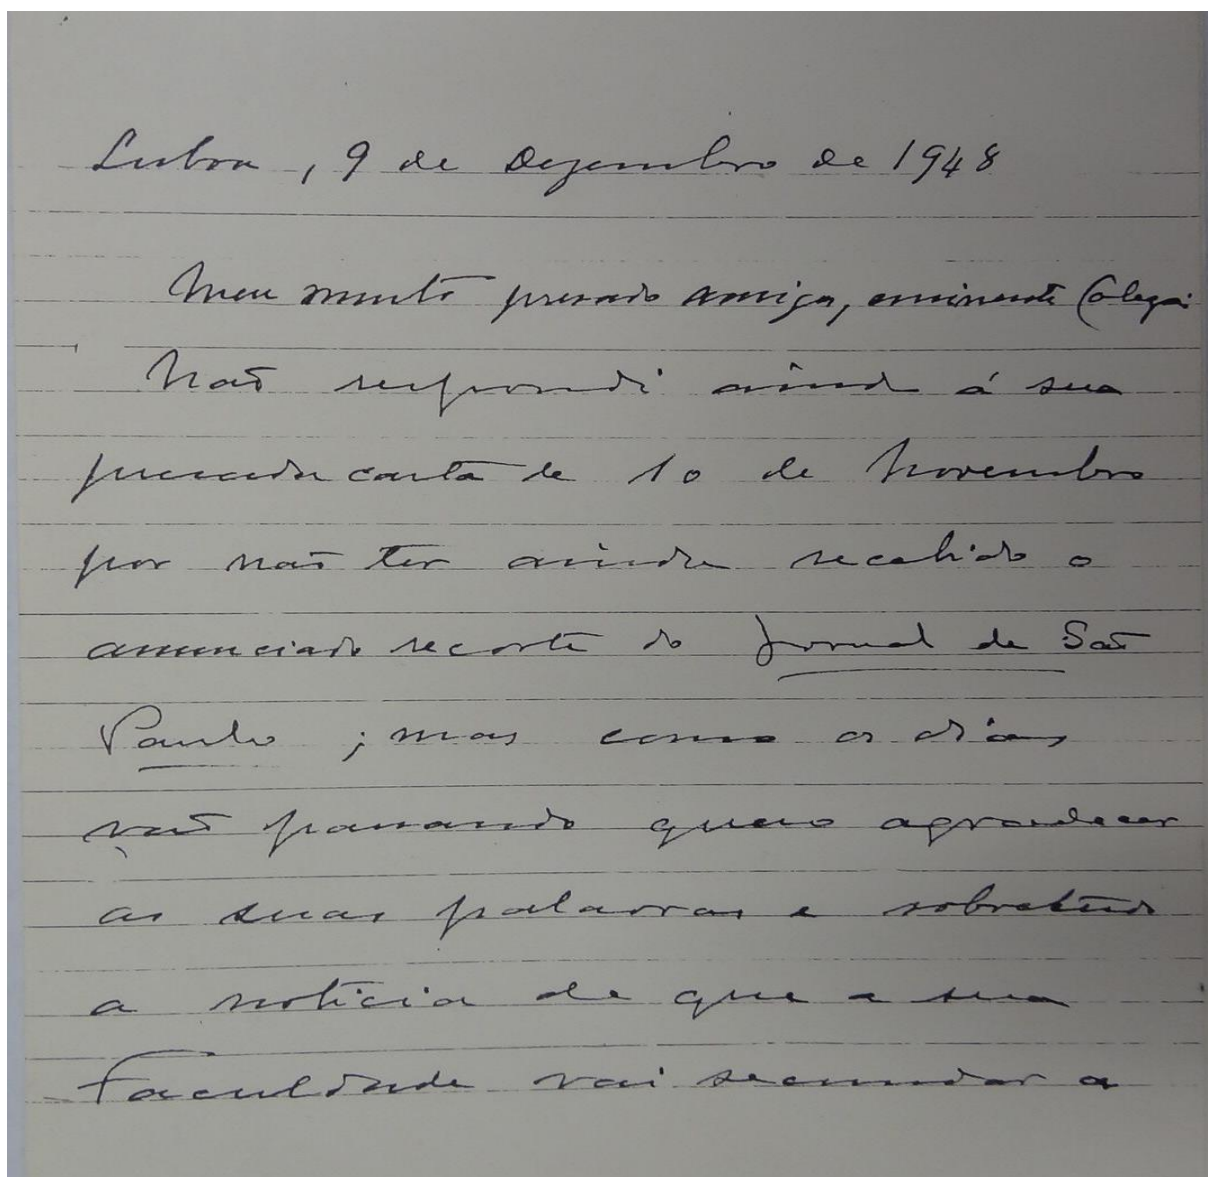 Lisboa, 9 de Dezembro de 1948
Meu muito prezado amigo, eminente Colega:
Não respondi ainda á sua
prezada carta de 10 de Novembro
por não ter ainda recebido o
anunciado recorte do Jornal de São
Paulo; mas como os dias
vão passando quero agradecer
as suas palavras e sobretudo
a notícia de que a sua
Faculdade vai secundar a